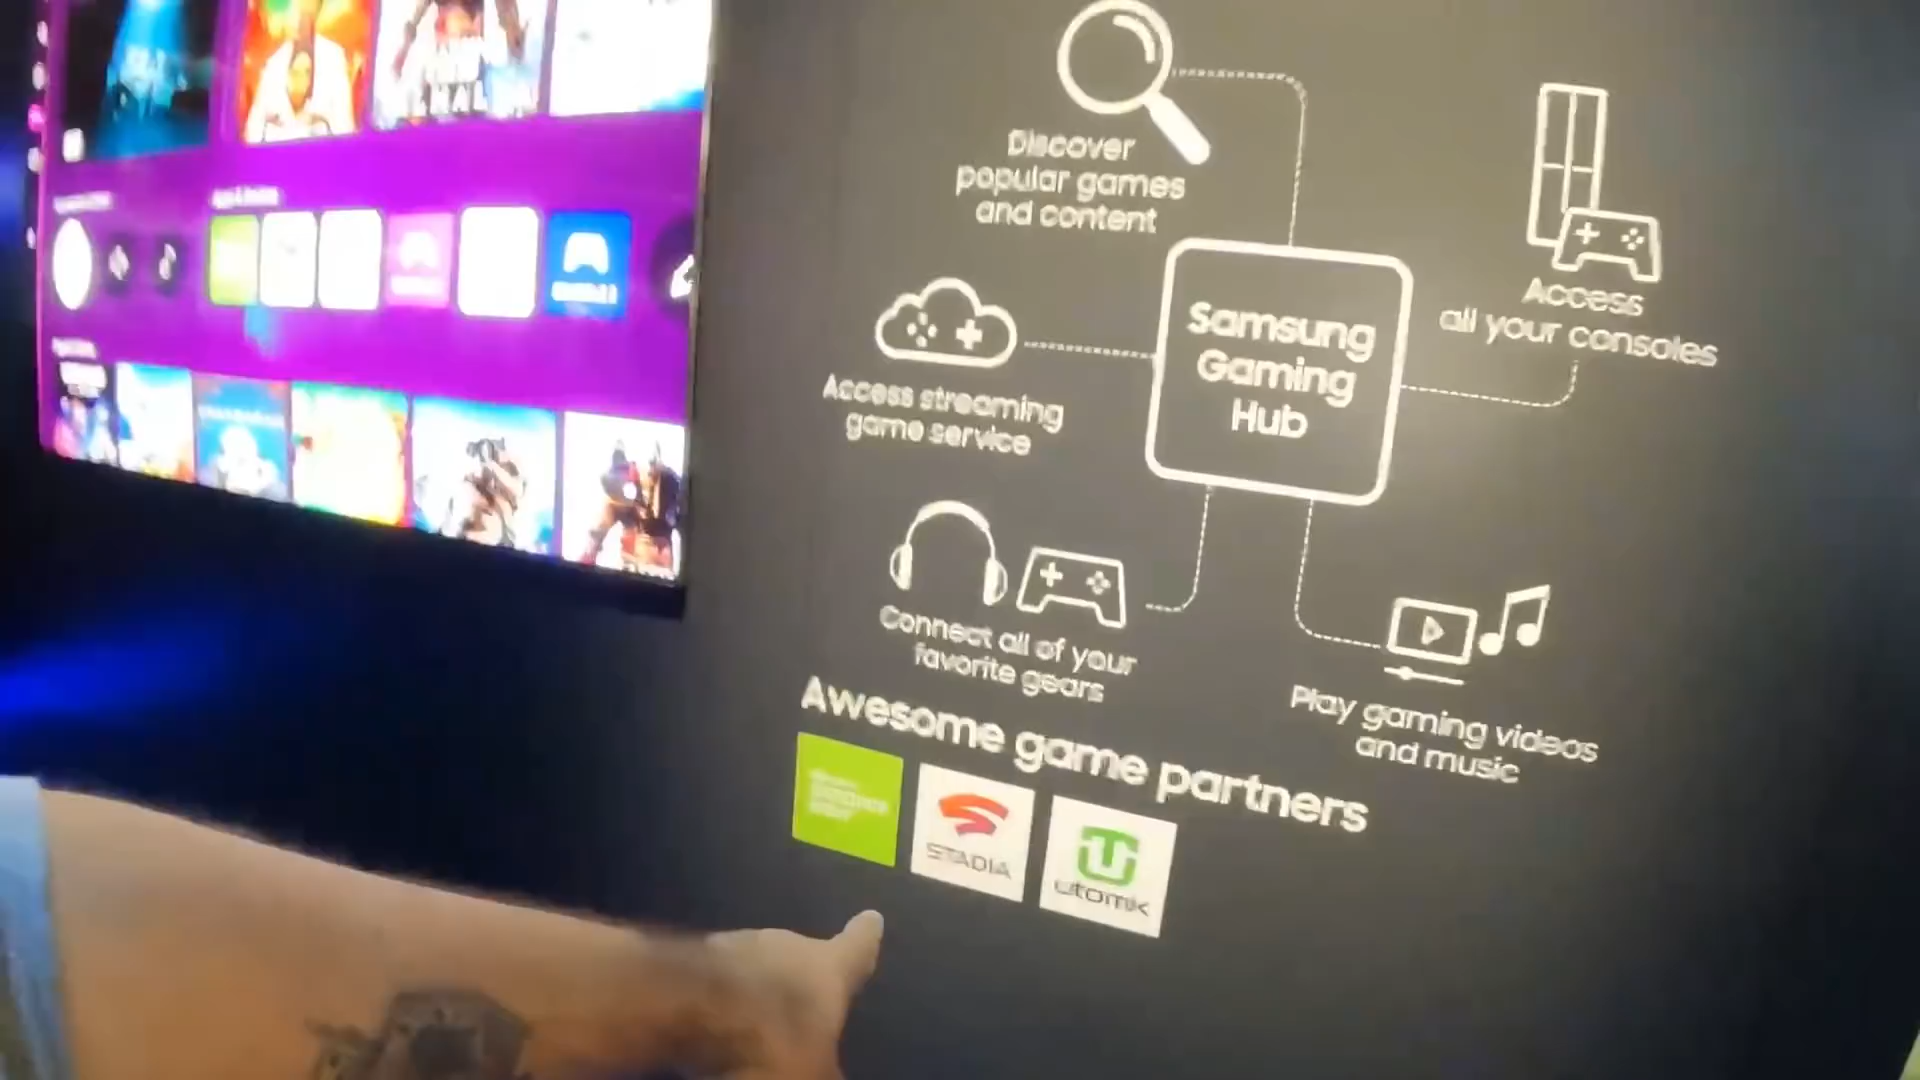 Discover
popular games
and content
Access
all your consoles
Samsung
Gaming
Hub
Access streaming
game service
Connect all of your
favorite gears
Play gaming videos
and music
Awesome game partners
STADIA
utomik